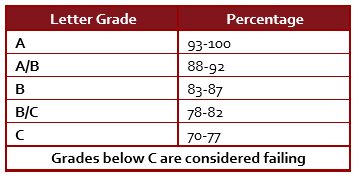 Letter Grade Percentage
A 93-100
A/B 88-92
B 83-87
B/C 78-82
C 70-77
Grades below C are considered failing